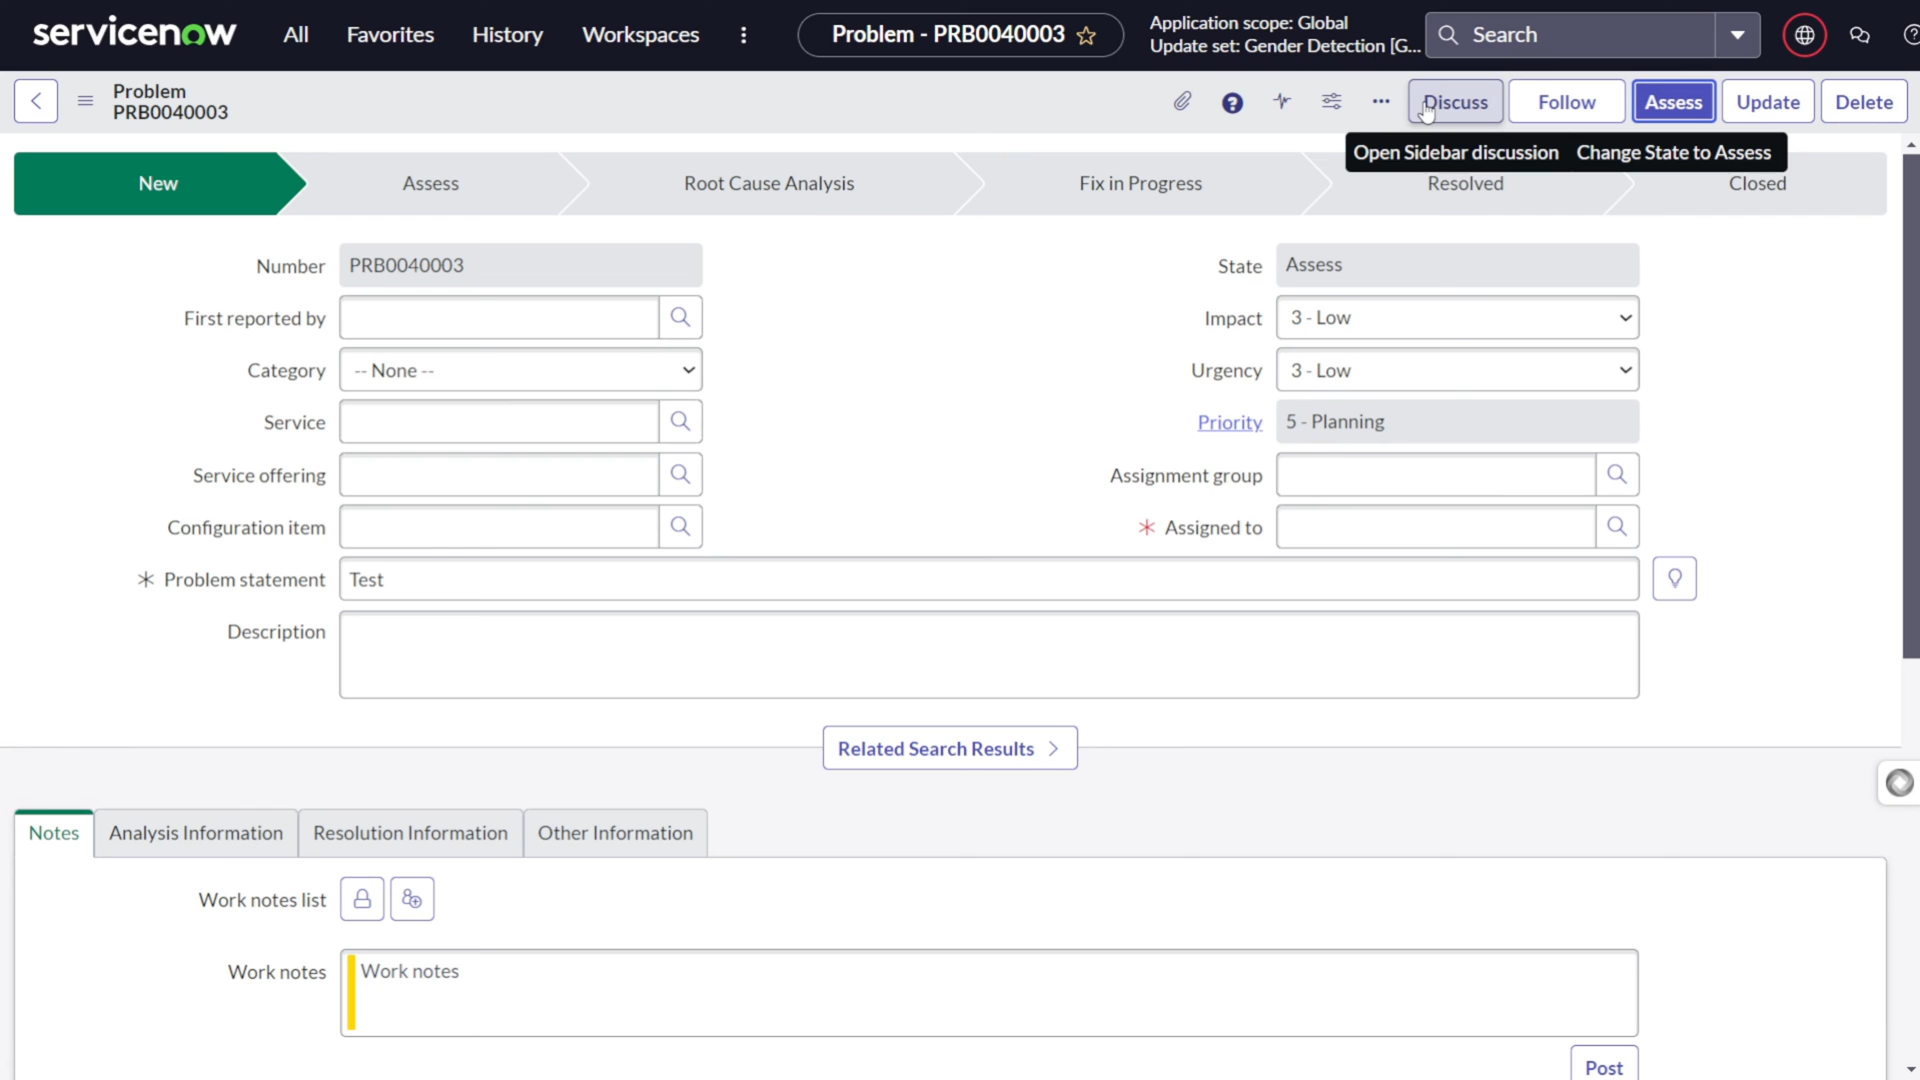 servicenow
All
Favorites
History
Workspaces
Problem - PRB0040003
Application scope: Global
Update set: Gender Detection [G...
Search
Problem
PRB0040003
Discuss
Follow
Assess
Update
Delete
Open Sidebar discussion
Change State to Assess
New
Assess
Root Cause Analysis
Fix in Progress
Resolved
Closed
Number
PRB0040003
State
Assess
First reported by
Impact
3 - Low
Category
-- None --
Urgency
3 - Low
Service
Priority
5 - Planning
Service offering
Assignment group
Configuration item
* Assigned to
* Problem statement
Test
Description
Related Search Results
Notes
Analysis Information
Resolution Information
Other Information
Work notes list
Work notes
Work notes
Post